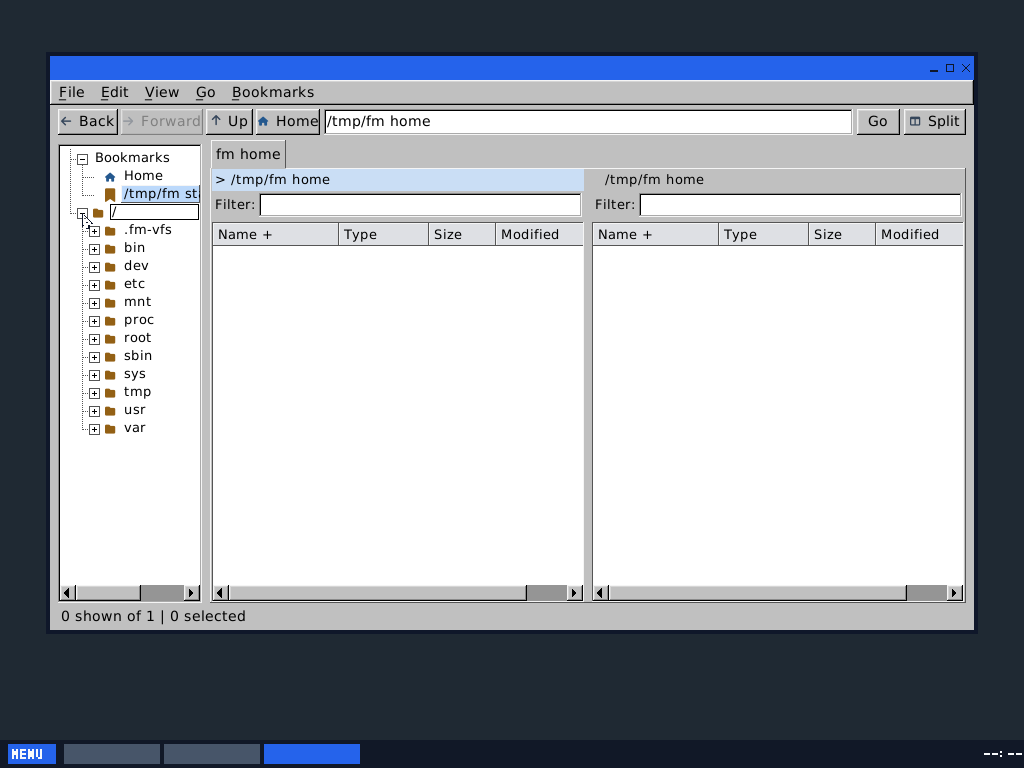 File Edit View Go Bookmarks
Back Forward Up Home /tmp/fm home Go Split
Bookmarks
Home
/tmp/fm
/
.fm-vfs
bin
dev
etc
mnt
proc
root
sbin
sys
tmp
usr
var
fm home
> /tmp/fm home
Filter:
Name + Type Size Modified
/tmp/fm home
Filter:
Name + Type Size Modified
0 shown of 1 | 0 selected
MENU
--:--